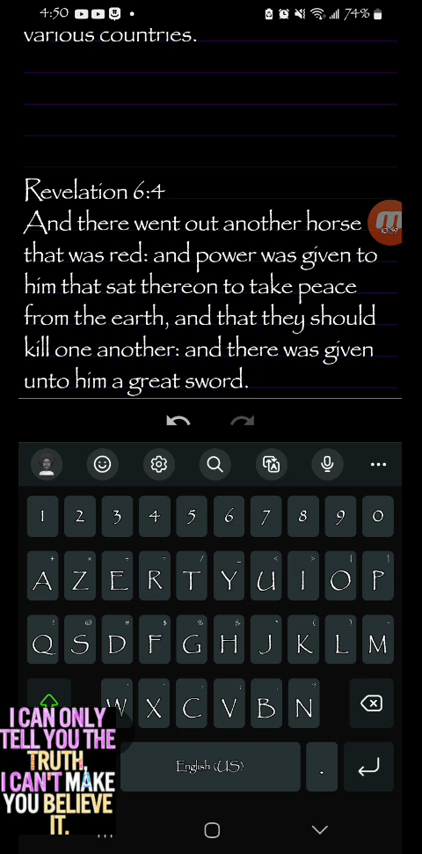 4:50
74%
various countries.
Revelation 6:4
And there went out another horse
that was red: and power was given to
him that sat thereon to take peace
from the earth, and that they should
kill one another: and there was given
unto him a great sword.
1 2 3 4 5 6 7 8 9 0
A Z E R T Y U I O P
Q S D F G H J K L M
W X C V B N
English (US) .
I CAN ONLY
TELL YOU THE
TRUTH,
I CAN'T MAKE
YOU BELIEVE
IT.